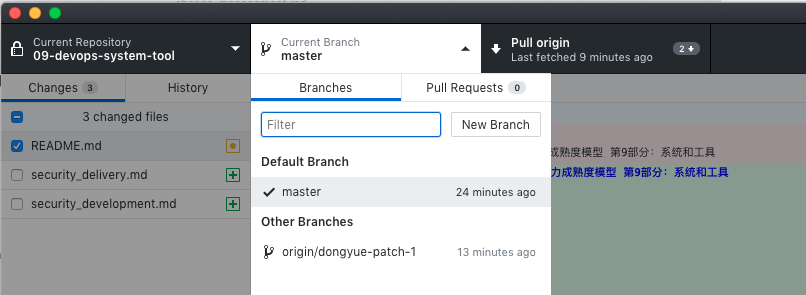 Current Repository
09-devops-system-tool
Current Branch
master
Pull origin
Last fetched 9 minutes ago
2
Changes 3
History
Branches
Pull Requests 0
3 changed files
Filter
New Branch
README.md
成熟度模型 第9部分：系统和工具
Default Branch
security_delivery.md
力成熟度模型 第9部分：系统和工具
master
24 minutes ago
security_development.md
Other Branches
origin/dongyue-patch-1
13 minutes ago